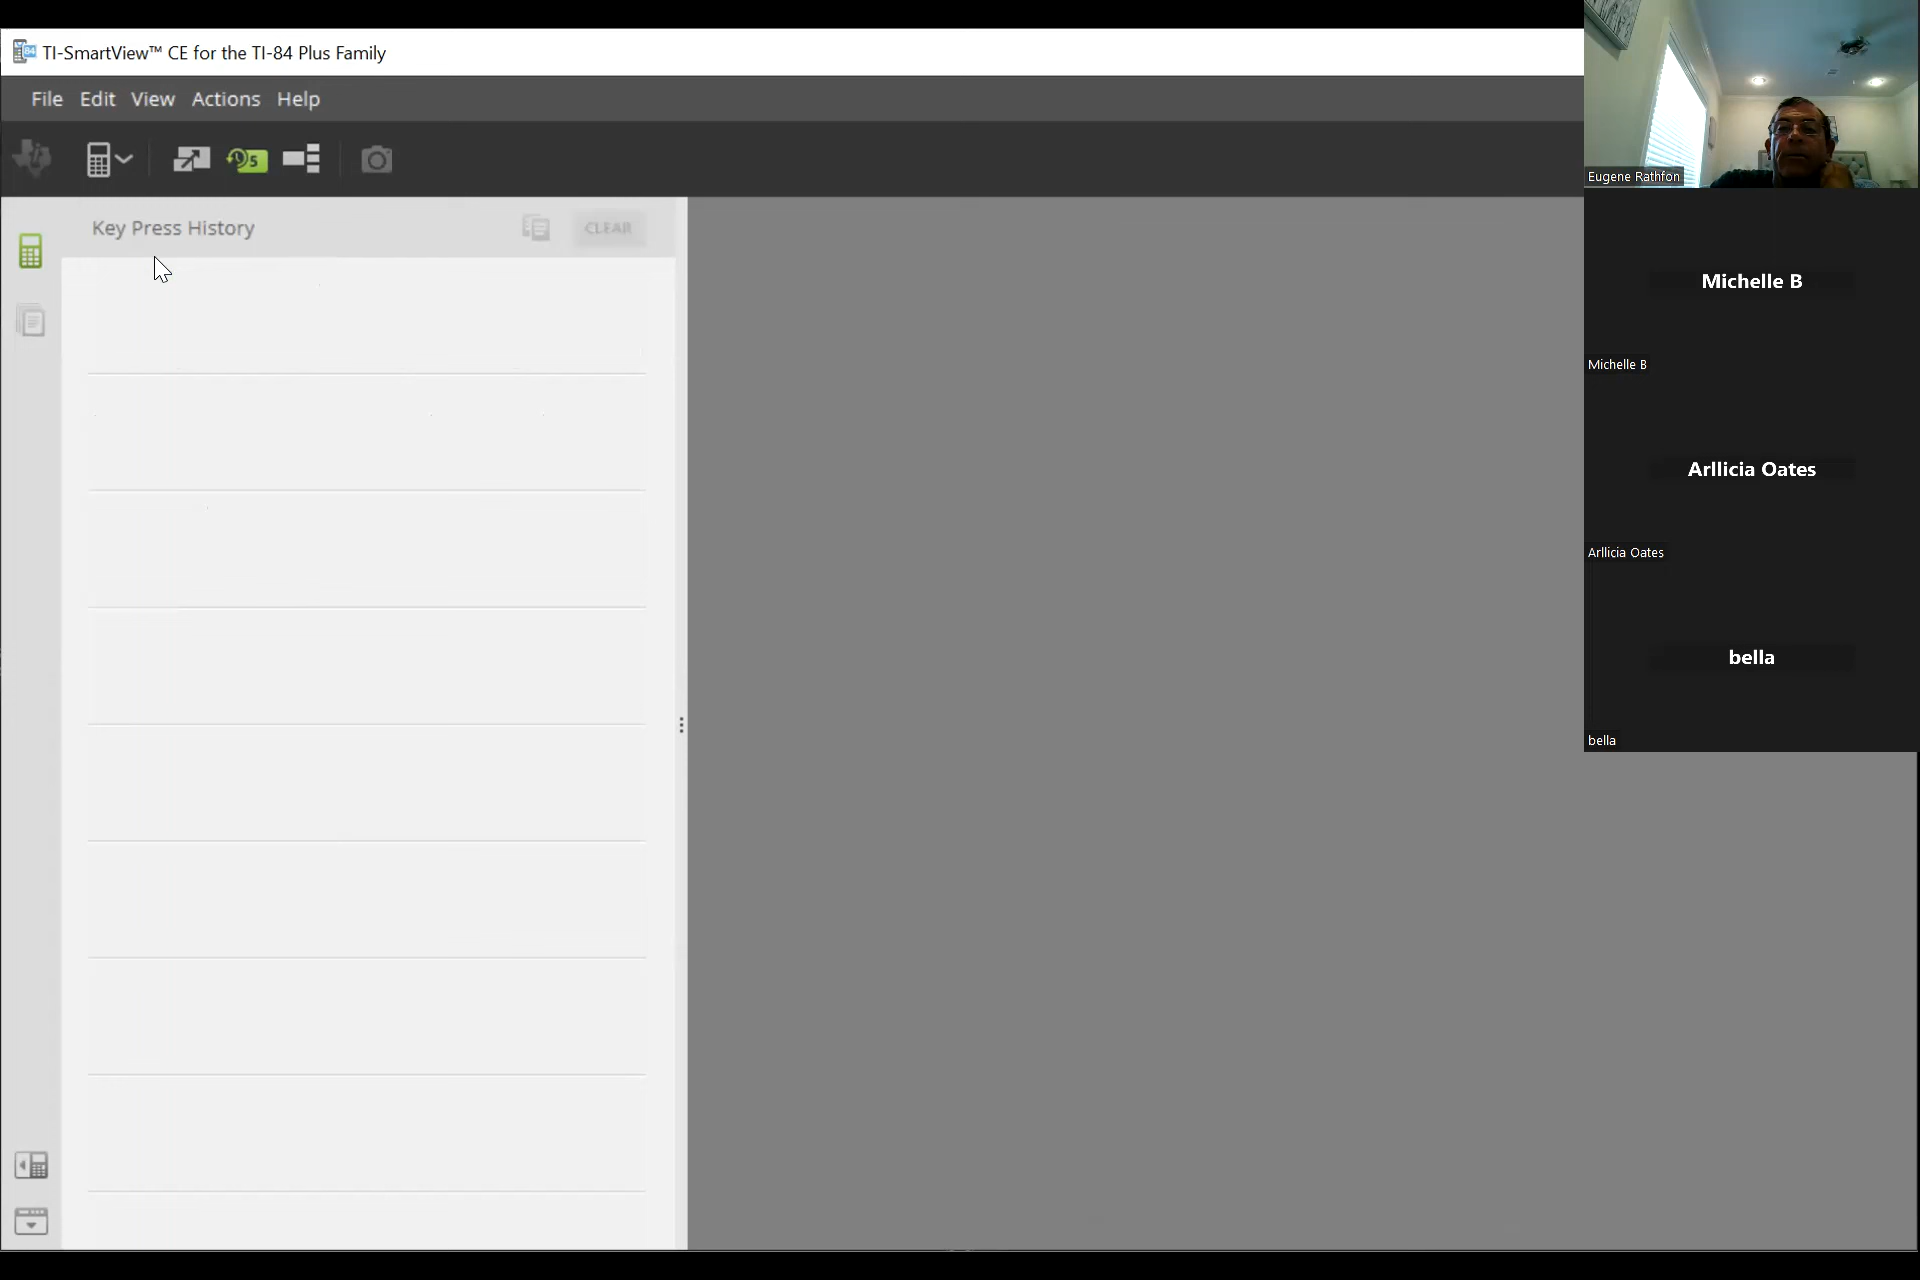 TI-SmartView™ CE for the TI-84 Plus Family
File Edit View Actions Help
5
Key Press History
CLEAR
Eugene Rathfon
Michelle B
Michelle B
Arllicia Oates
Arllicia Oates
bella
bella